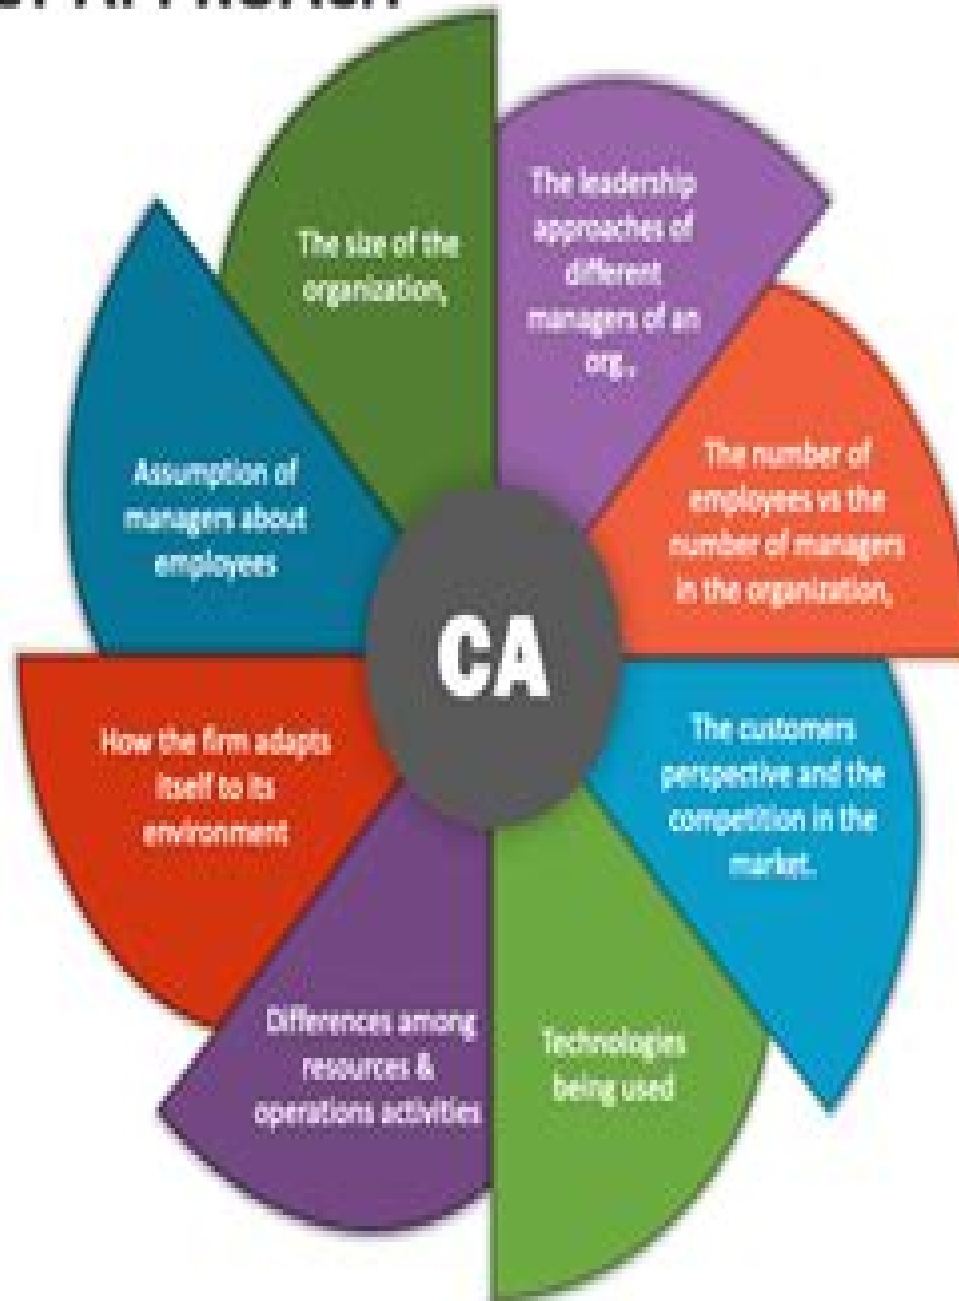 The leadership
approaches of
different
managers of an
org.,
The number of
employees vs the
number of managers
in the organization,
The customers
perspective and the
competition in the
market.
Technologies
being used
Differences among
resources &
operations activities
How the firm adapts
itself to its
environment
Assumption of
managers about
employees
The size of the
organization,
CA